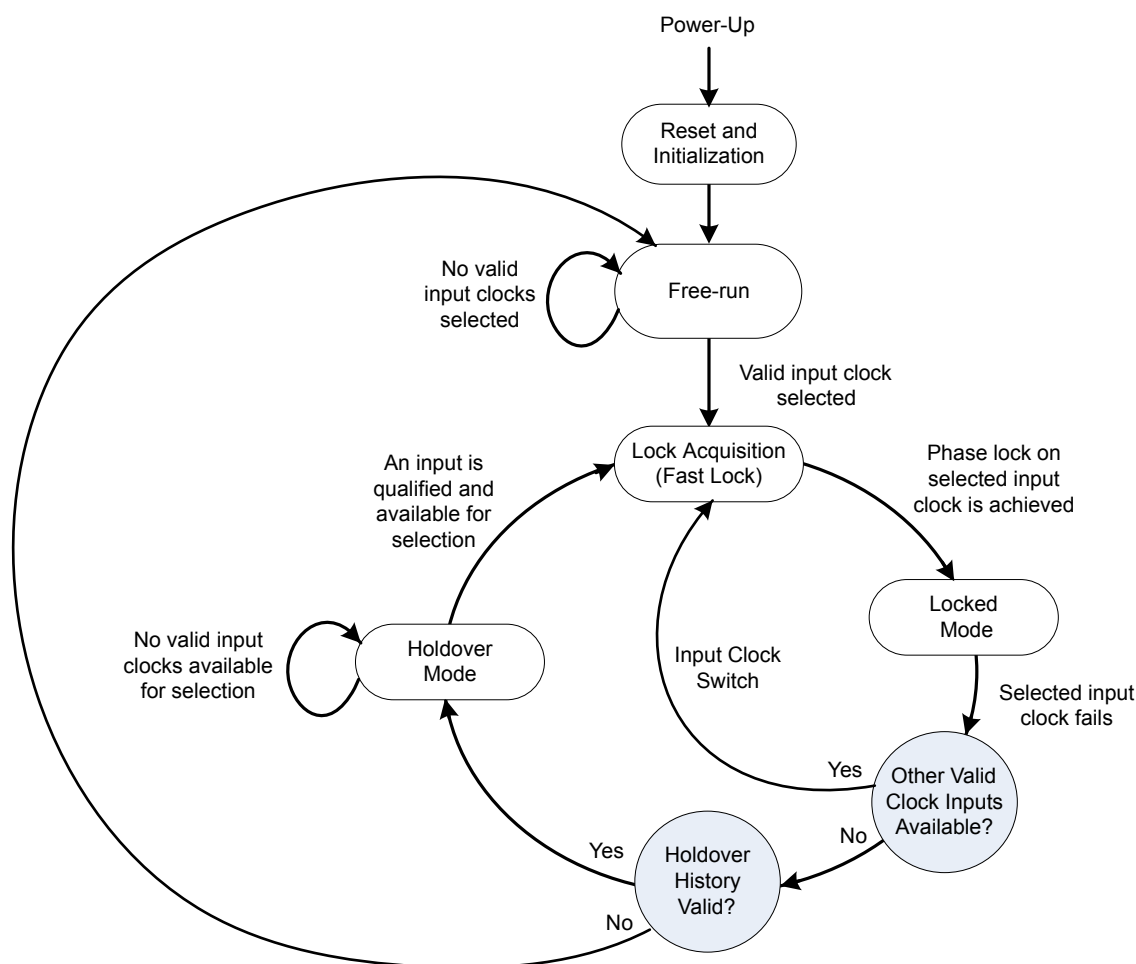 Power-Up
Reset and
Initialization
No valid
input clocks
selected
Free-run
Valid input clock
selected
An input is
qualified and
available for
selection
Lock Acquisition
(Fast Lock)
Phase lock on
selected input
clock is achieved
Locked
Mode
No valid input
clocks available
for selection
Holdover
Mode
Input Clock
Switch
Selected input
clock fails
Yes
Other Valid
Clock Inputs
Available?
No
Yes
Holdover
History
Valid?
No